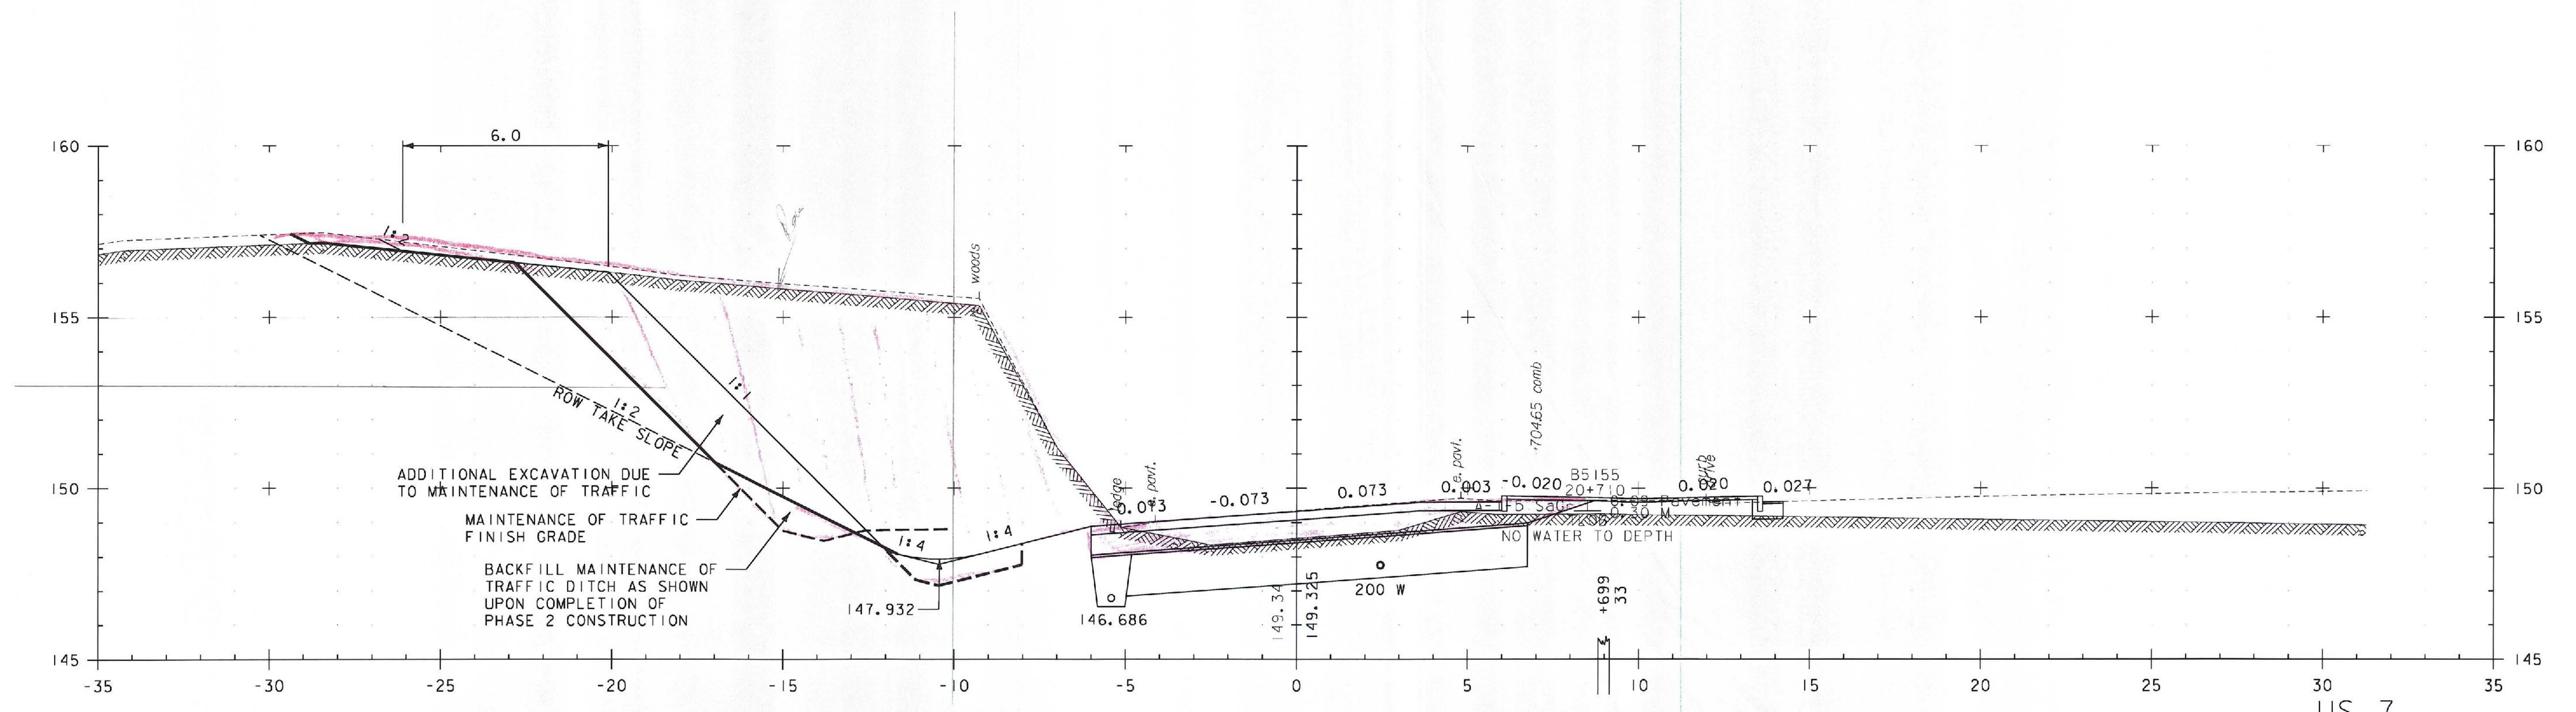 6.0
160
160
1:2
woods
155
155
1:1
1:2
ROW TAKE SLOPE
ADDITIONAL EXCAVATION DUE
TO MAINTENANCE OF TRAFFIC
MAINTENANCE OF TRAFFIC
FINISH GRADE
BACKFILL MAINTENANCE OF
TRAFFIC DITCH AS SHOWN
UPON COMPLETION OF
PHASE 2 CONSTRUCTION
150
150
1:4
1:4
147.932
edge
e. pavt.
-0.073
-0.073
0.073
e. pavt.
0.003
-0.020
704.65 comb
B5155
20+710
0.020
0.027
NO WATER TO DEPTH
146.686
149.34
149.325
200 W
+699
33
145
145
-35
-30
-25
-20
-15
-10
-5
0
5
10
15
20
25
30
35
US 7